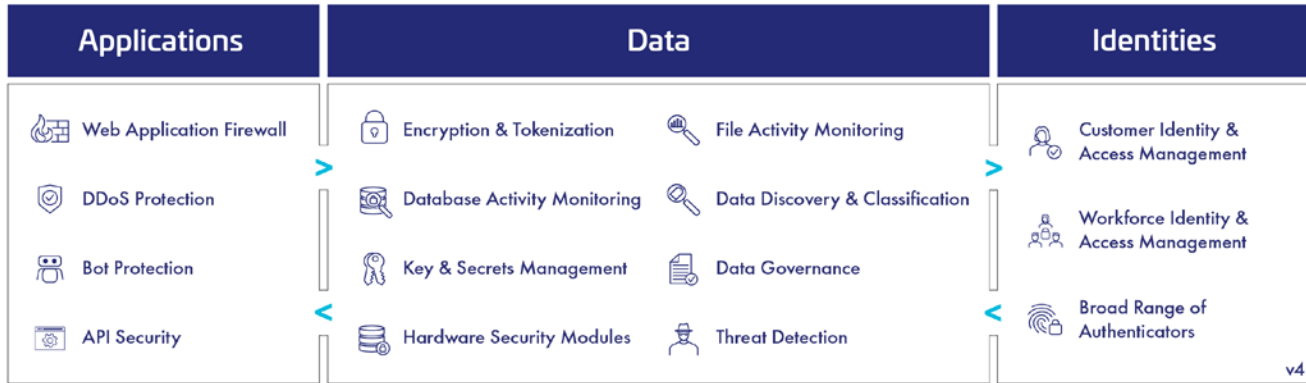 Applications
Web Application Firewall
DDoS Protection
Bot Protection
API Security
Data
Encryption & Tokenization
Database Activity Monitoring
Key & Secrets Management
Hardware Security Modules
File Activity Monitoring
Data Discovery & Classification
Data Governance
Threat Detection
Identities
Customer Identity &
Access Management
Workforce Identity &
Access Management
Broad Range of
Authenticators
v4